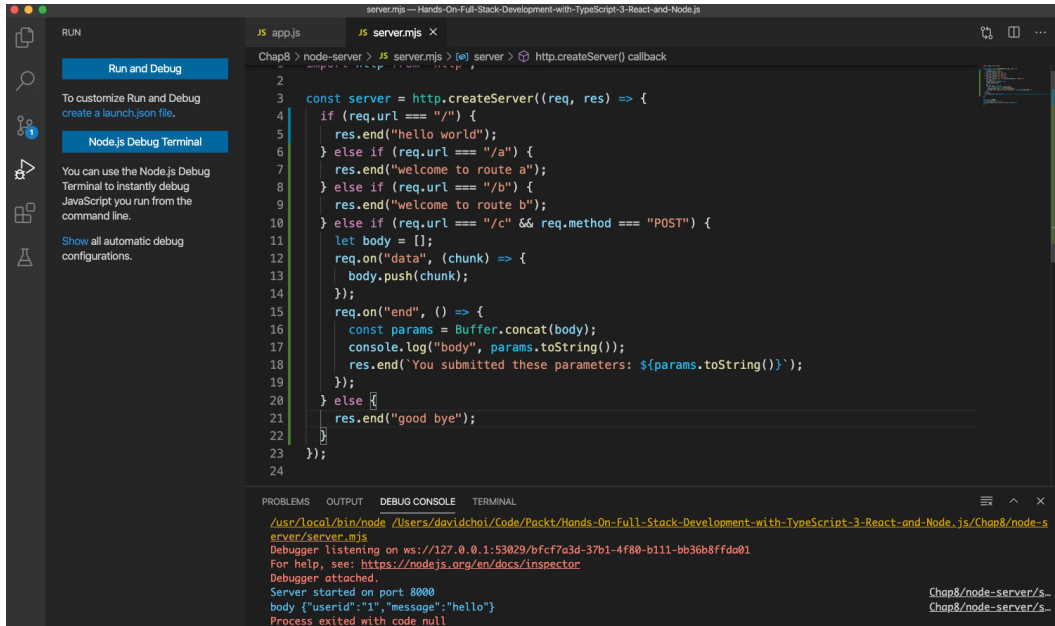 server.mjs — Hands-On-Full-Stack-Development-with-TypeScript-3-React-and-Node.js
RUN
Run and Debug
To customize Run and Debug
create a launch.json file.
Node.js Debug Terminal
You can use the Node.js Debug
Terminal to instantly debug
JavaScript you run from the
command line.
Show all automatic debug
configurations.
1
JS app.js
JS server.mjs ×
Chap8 > node-server > JS server.mjs > server > http.createServer() callback
2
3 const server = http.createServer((req, res) => {
4 if (req.url === "/") {
5 res.end("hello world");
6 } else if (req.url === "/a") {
7 res.end("welcome to route a");
8 } else if (req.url === "/b") {
9 res.end("welcome to route b");
10 } else if (req.url === "/c" && req.method === "POST") {
11 let body = [];
12 req.on("data", (chunk) => {
13 body.push(chunk);
14 });
15 req.on("end", () => {
16 const params = Buffer.concat(body);
17 console.log("body", params.toString());
18 res.end(`You submitted these parameters: ${params.toString()}`);
19 });
20 } else {
21 res.end("good bye");
22 }
23 });
24
PROBLEMS OUTPUT DEBUG CONSOLE TERMINAL
/usr/local/bin/node /Users/davidchoi/Code/Packt/Hands-On-Full-Stack-Development-with-TypeScript-3-React-and-Node.js/Chap8/node-s
erver/server.mjs
Debugger listening on ws://127.0.0.1:53029/bfcf7a3d-37b1-4f80-b111-bb36b8ffda01
For help, see: https://nodejs.org/en/docs/inspector
Debugger attached.
Server started on port 8000 Chap8/node-server/s…
body {"userid":"1","message":"hello"} Chap8/node-server/s…
Process exited with code null